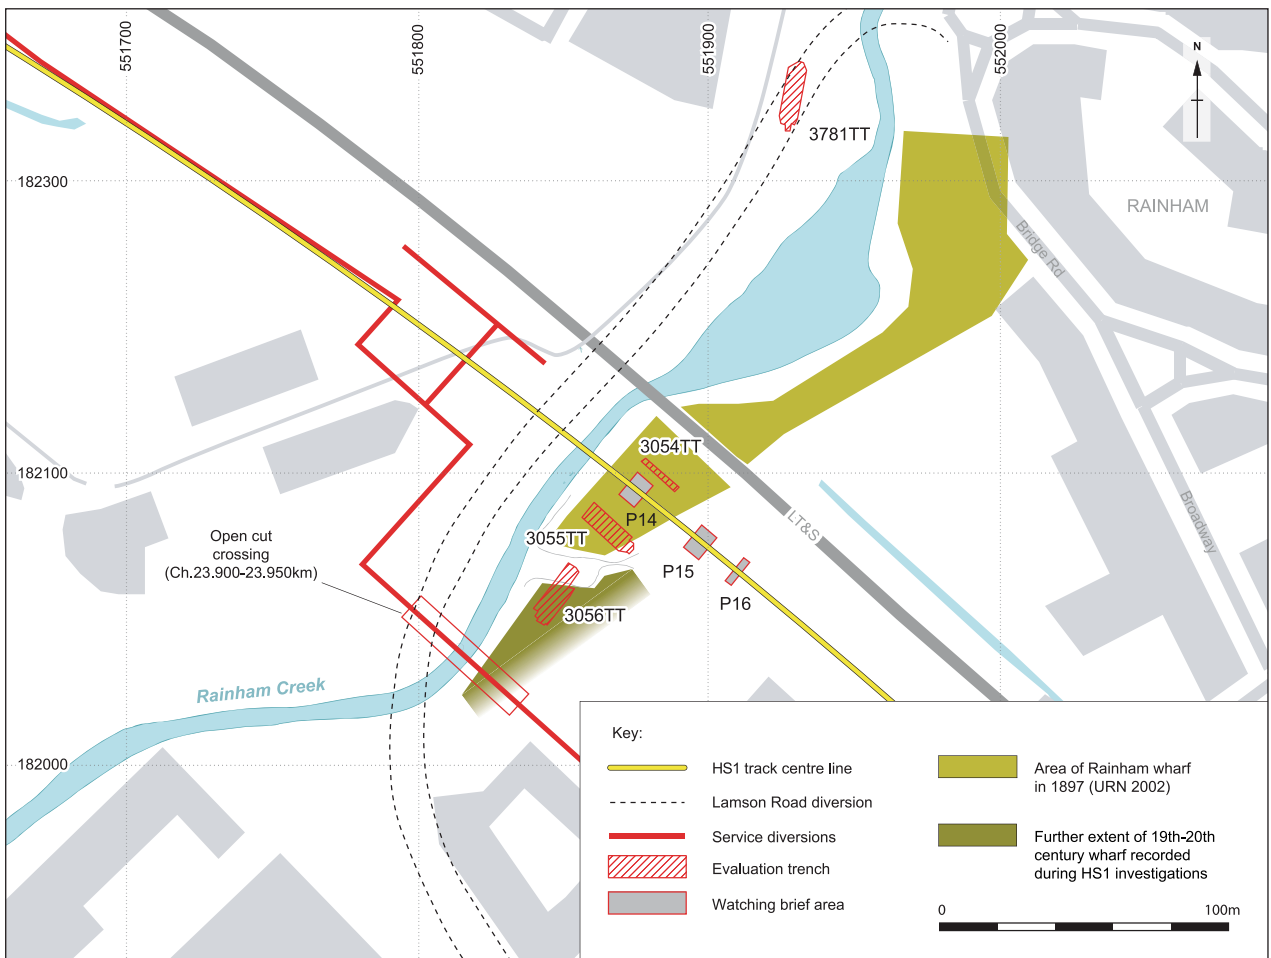 551700
551800
551900
552000
N
3781TT
182300
RAINHAM
Bridge Rd
3054TT
182100
P14
LT&S
Broadway
Open cut
crossing
(Ch.23.900-23.950km)
3055TT
P15
P16
3056TT
Rainham Creek
182000
Key:
HS1 track centre line
Lamson Road diversion
Service diversions
Evaluation trench
Watching brief area
Area of Rainham wharf
in 1897 (URN 2002)
Further extent of 19th-20th
century wharf recorded
during HS1 investigations
0
100m